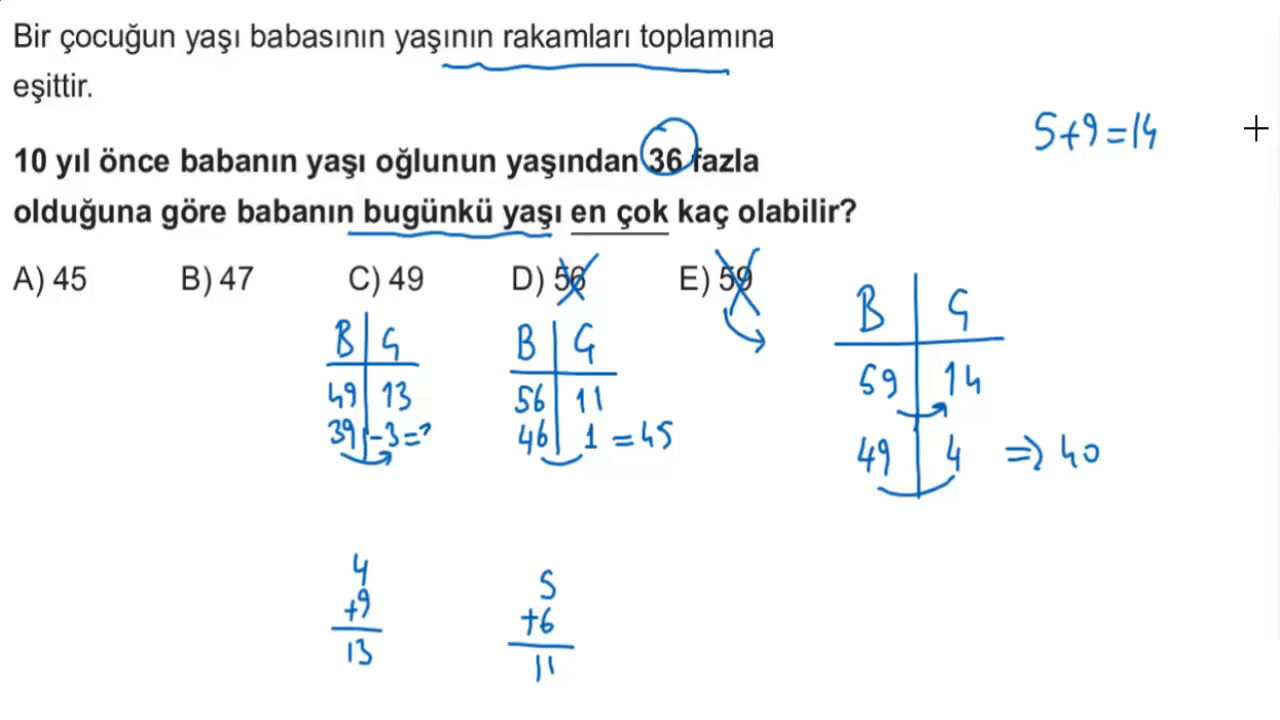 Bir çocuğun yaşı babasının yaşının rakamları toplamına
eşittir.
5+9=14
10 yıl önce babanın yaşı oğlunun yaşından 36 fazla
olduğuna göre babanın bugünkü yaşı en çok kaç olabilir?
A) 45 B) 47 C) 49 D) 56 E) 59
B G
49 13
39 -3=?
B G
56 11
46 1 =45
B G
59 14
49 4 ⇒ 40
4
+9
13
5
+6
11